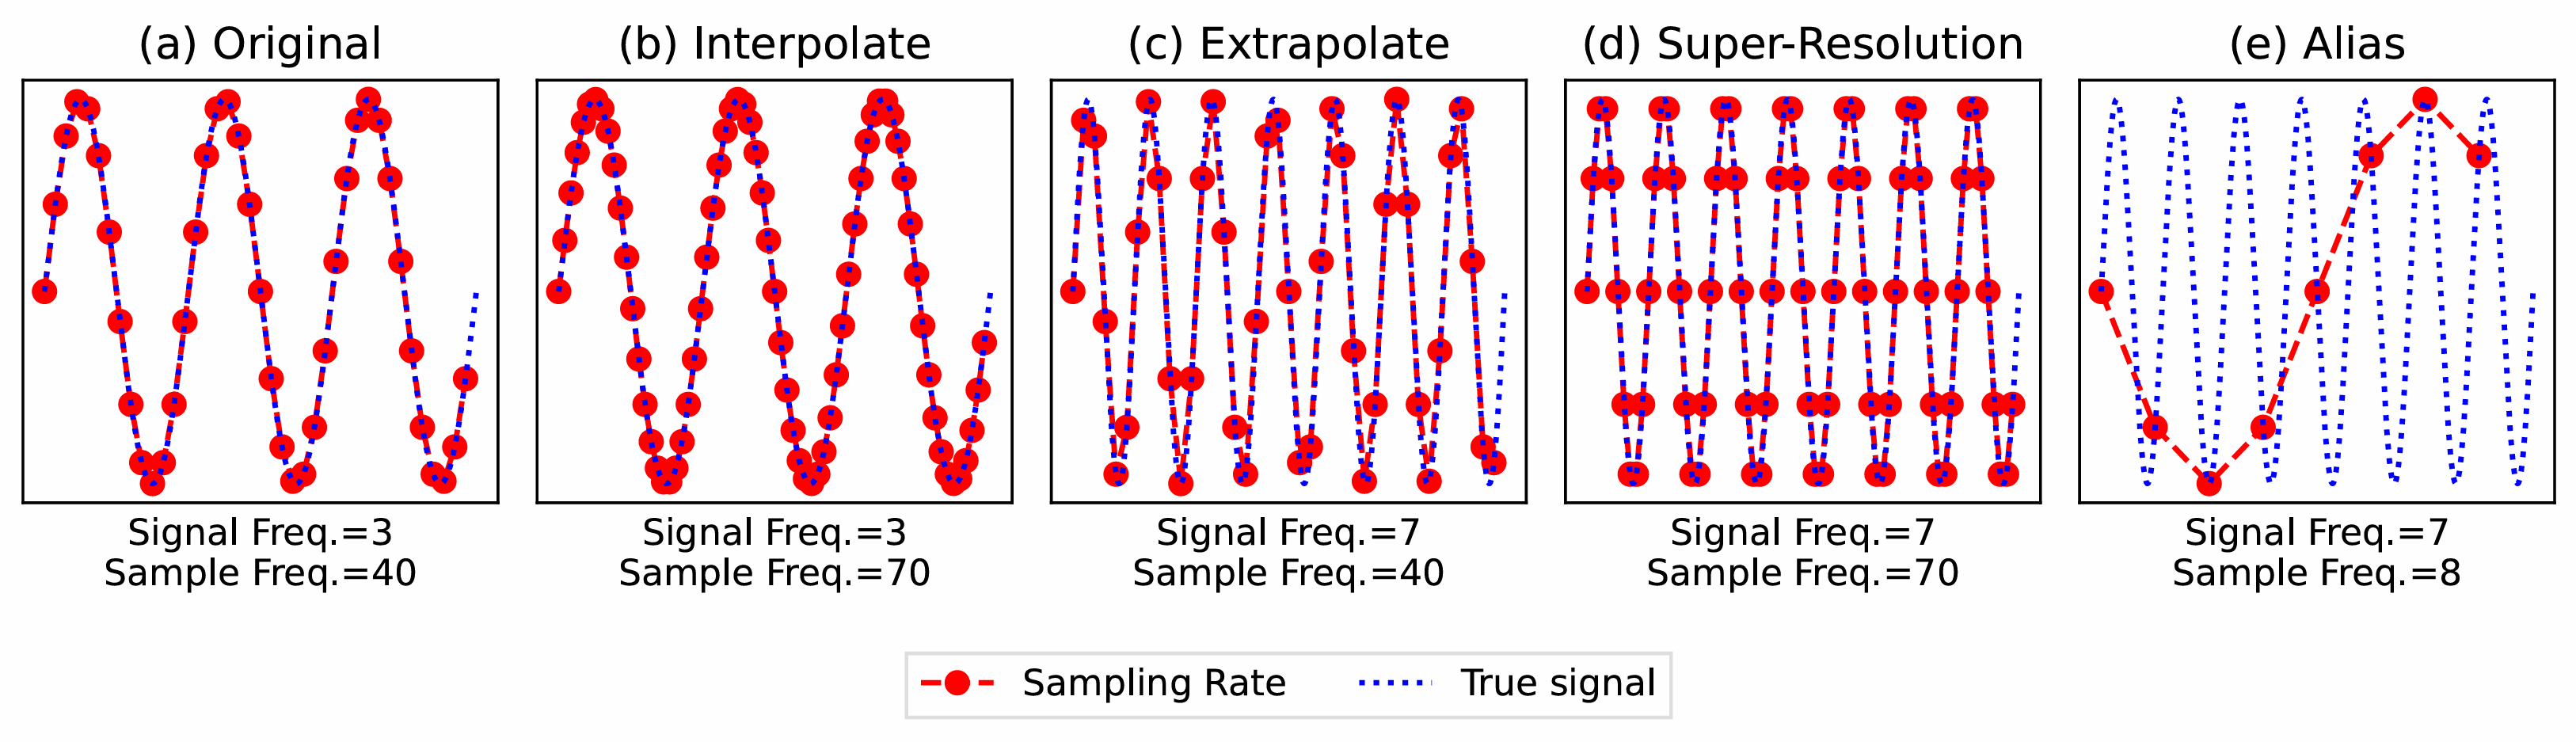 (a) Original
(b) Interpolate
(c) Extrapolate
(d) Super-Resolution
(e) Alias
Signal Freq.=3
Sample Freq.=40
Signal Freq.=3
Sample Freq.=70
Signal Freq.=7
Sample Freq.=40
Signal Freq.=7
Sample Freq.=70
Signal Freq.=7
Sample Freq.=8
Sampling Rate
True signal